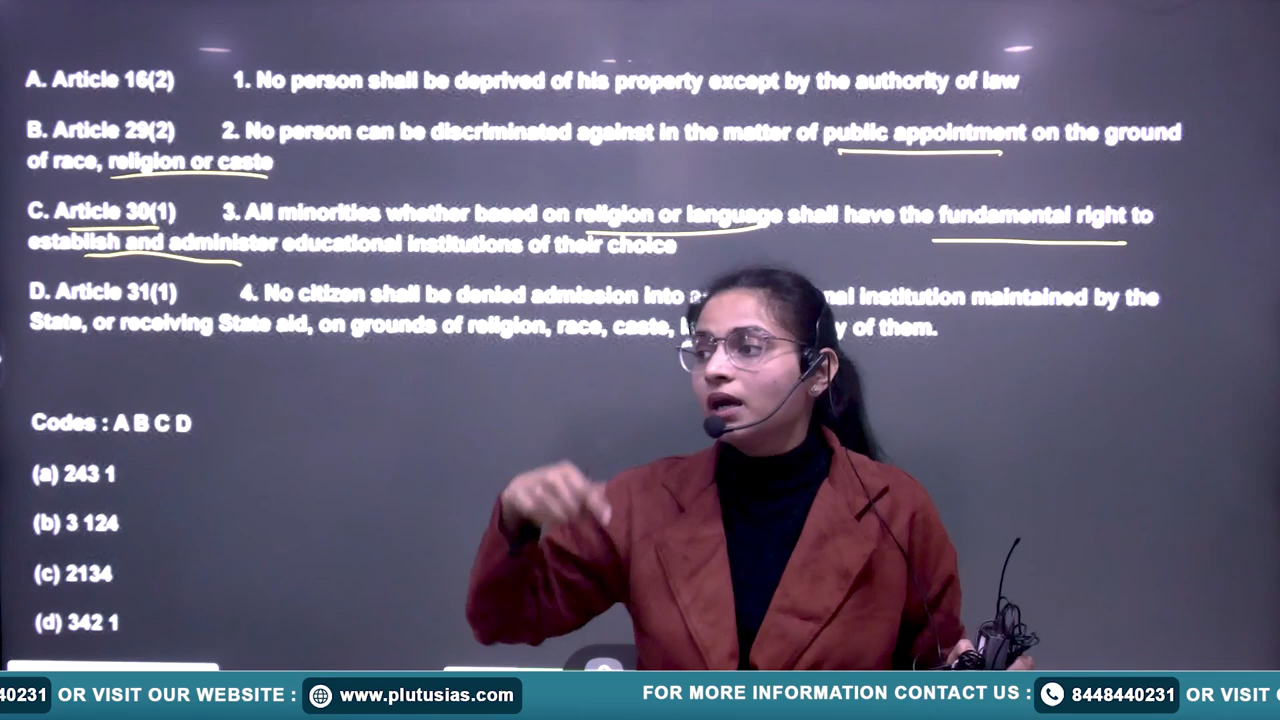 A. Article 16(2) 1. No person shall be deprived of his property except by the authority of law
B. Article 29(2) 2. No person can be discriminated against in the matter of public appointment on the ground
of race, religion or caste
C. Article 30(1) 3. All minorities whether based on religion or language shall have the fundamental right to
establish and administer educational institutions of their choice
D. Article 31(1) 4. No citizen shall be denied admission into institution maintained by the
State, or receiving State aid, on grounds of religion, race, caste, of them.
Codes : A B C D
(a) 243 1
(b) 3 124
(c) 2134
(d) 342 1
40231 OR VISIT OUR WEBSITE : www.plutusias.com FOR MORE INFORMATION CONTACT US : 8448440231 OR VISIT